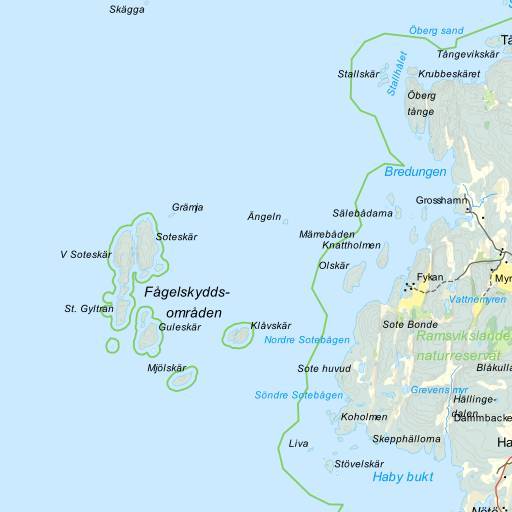 Skägga
Öberg sand
Tå
Tångevikskär
Stallskär
Stallhålet
Krubbeskäret
Öberg
tånge
Bredungen
Grosshamn
Grämja
Ängeln
Sälebådarna
Soteskär
Märrebåden
Knattholmen
V Soteskär
Olskär
Fykan
Myr
Fågelskydds-
områden
Vattnemyren
St. Gyltran
Guleskär
Klåvskär
Sote Bonde
Nordre Sotebågen
Ramsvikslande
naturreservat
Mjölskär
Sote huvud
Blåkulla
Söndre Sotebågen
Grevens myr
Hällinge-
dalen
Koholmen
Dammbacke
Liva
Skepphälloma
Ha
Stövelskär
Haby bukt
Nötö